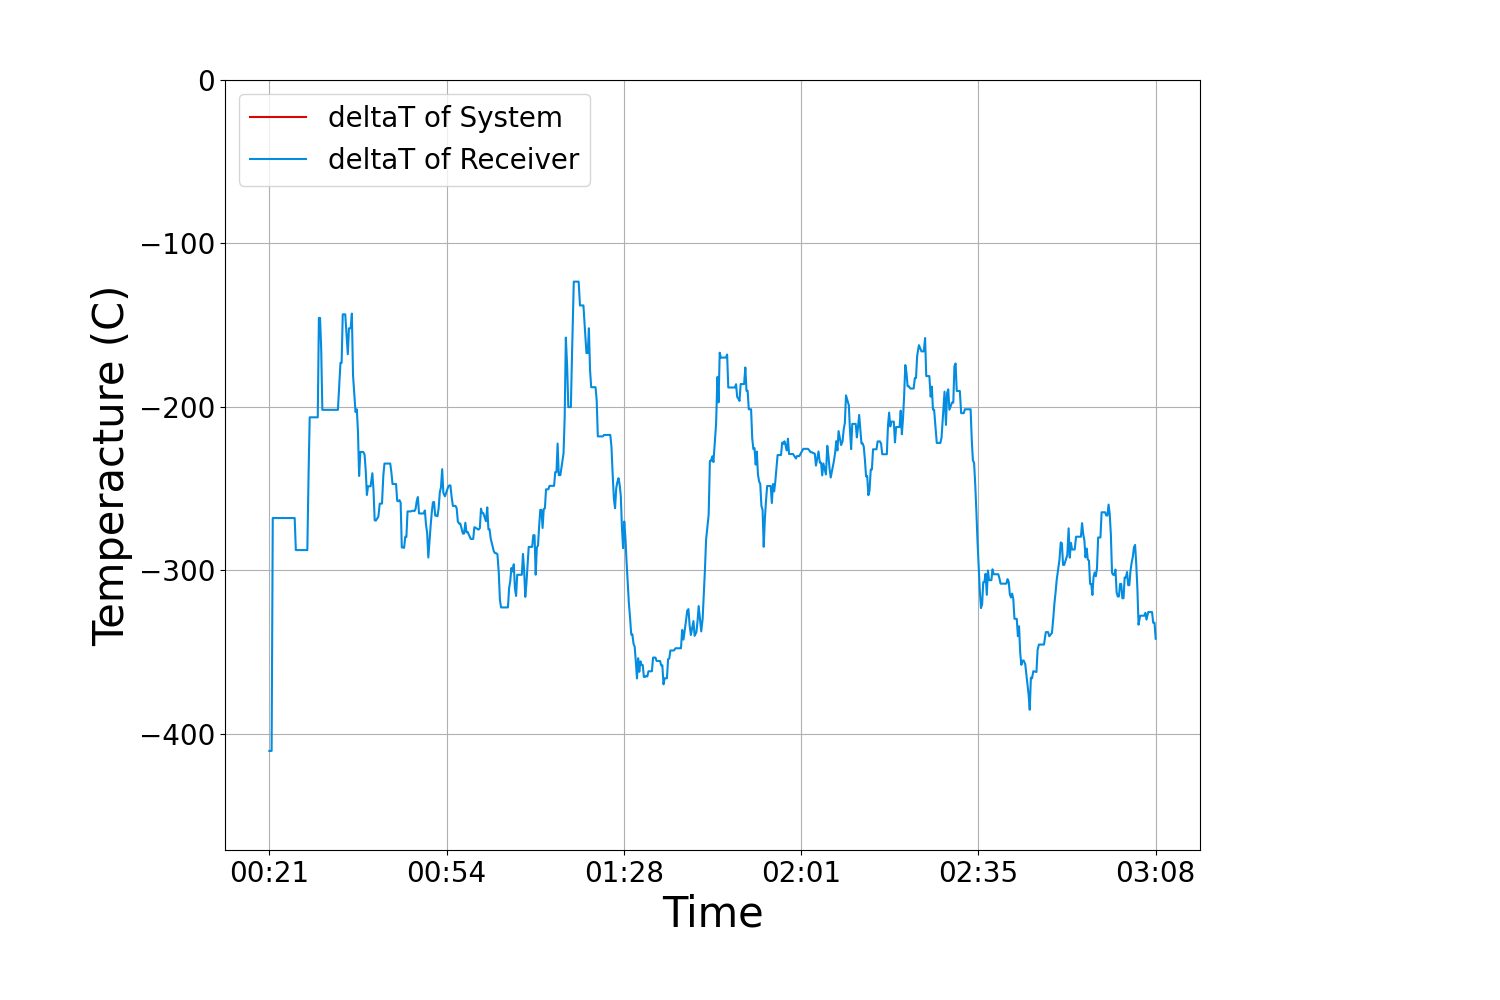 0
deltaT of System
deltaT of Receiver
−100
−200
−300
−400
Temperacture (C)
00:21 00:54 01:28 02:01 02:35 03:08
Time